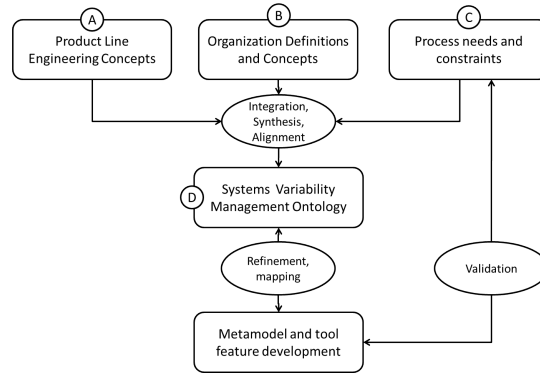 A
B
C
Product Line
Engineering Concepts
Organization Definitions
and Concepts
Process needs and
constraints
Integration,
Synthesis,
Alignment
D
Systems Variability
Management Ontology
Refinement,
mapping
Validation
Metamodel and tool
feature development